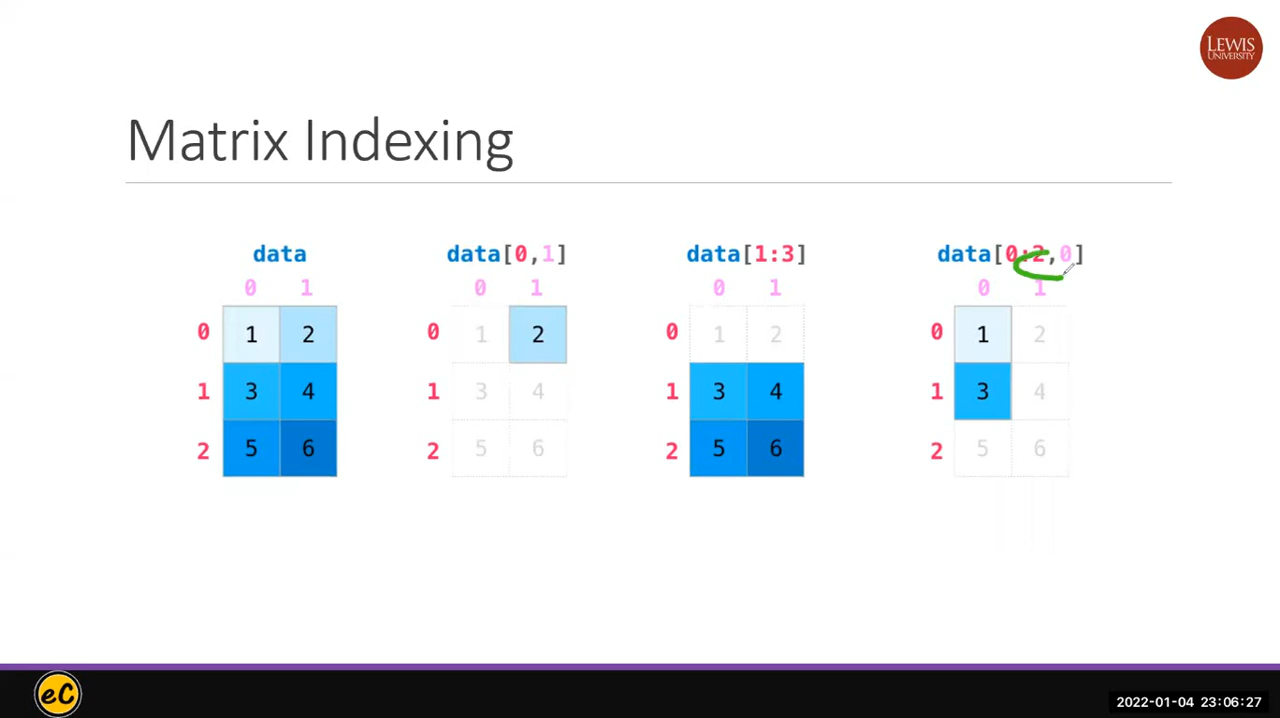 LEWIS
UNIVERSITY
Matrix Indexing
data data[0,1] data[1:3] data[0:2,0]
0 1 0 1 0 1 0 1
0 1 2 0 1 2 0 1 2 0 1 2
1 3 4 1 3 4 1 3 4 1 3 4
2 5 6 2 5 6 2 5 6 2 5 6
eC
2022-01-04 23:06:27